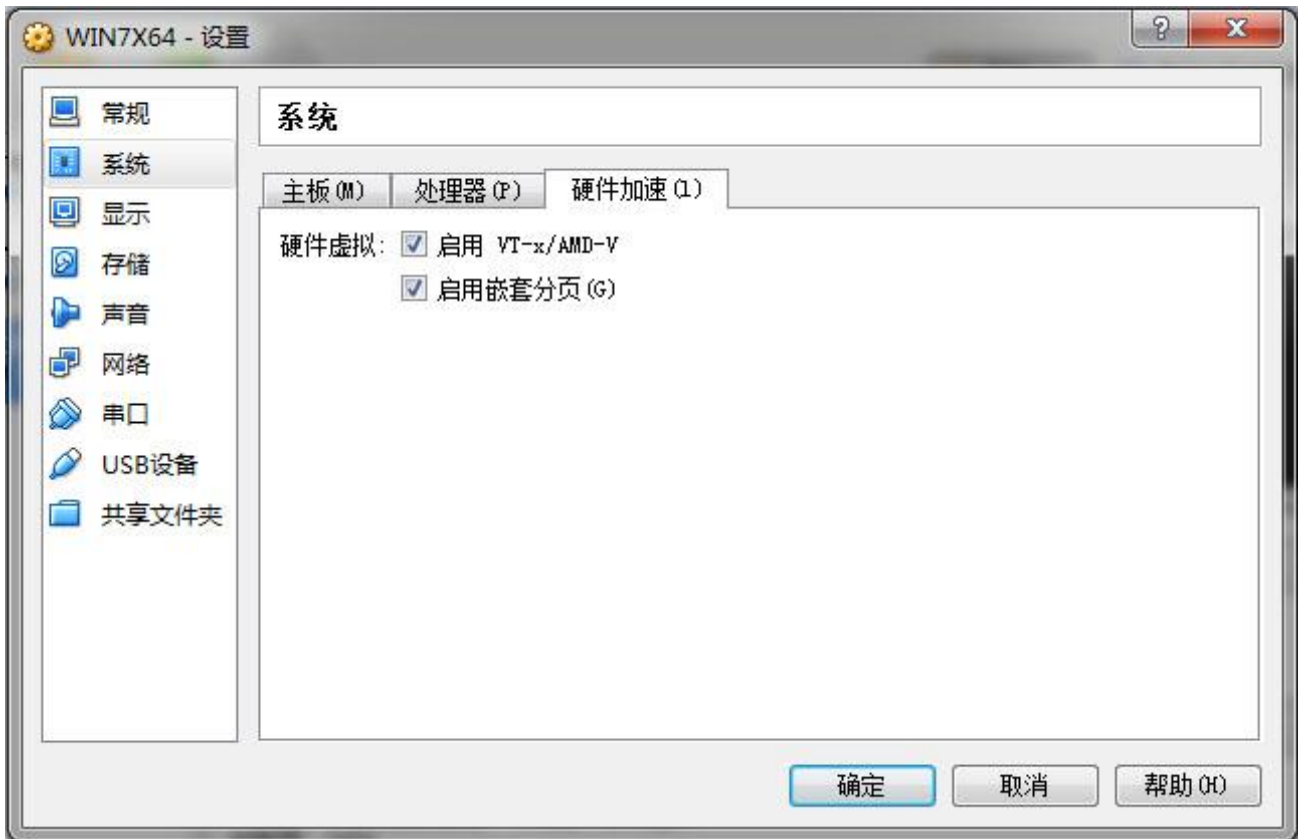 WIN7X64 - 设置
常规
系统
显示
存储
声音
网络
串口
USB设备
共享文件夹
系统
主板(M)
处理器(P)
硬件加速(l)
硬件虚拟: 启用 VT-x/AMD-V
启用嵌套分页(G)
确定
取消
帮助(H)